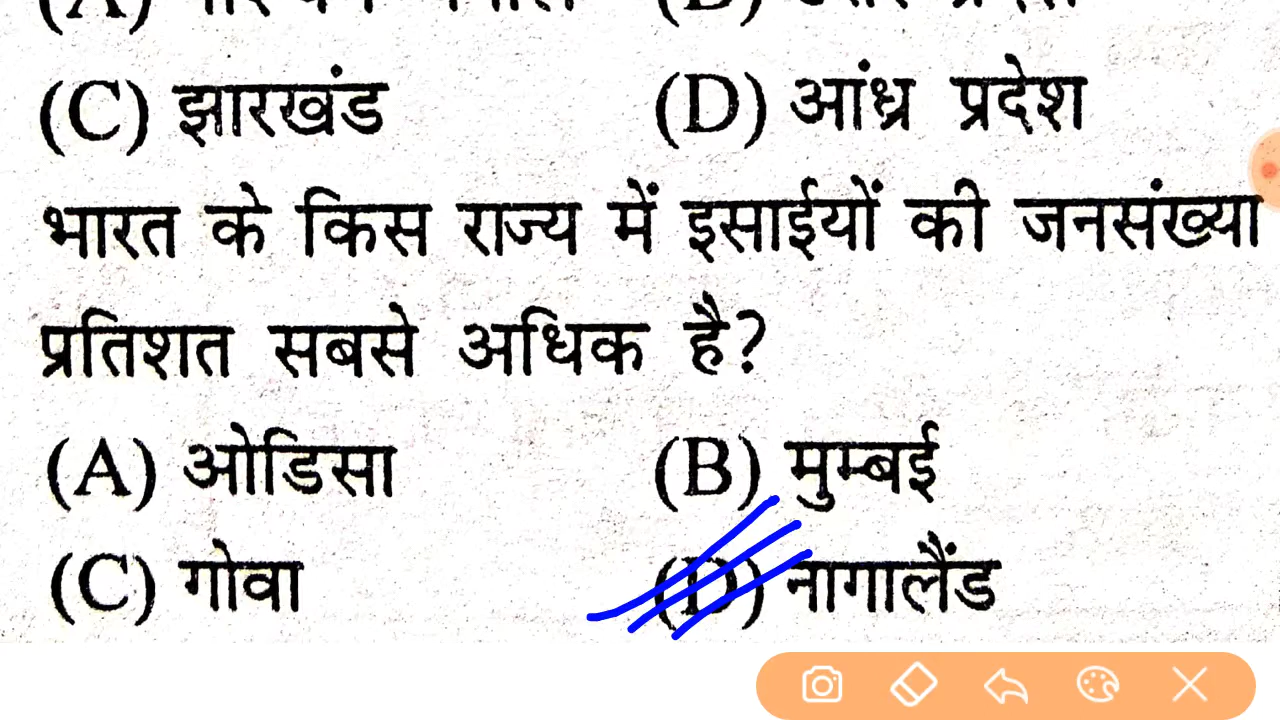 (C) झारखंड (D) आंध्र प्रदेश
भारत के किस राज्य में इसाईयों की जनसंख्या
प्रतिशत सबसे अधिक है?
(A) ओडिसा (B) मुम्बई
(C) गोवा (D) नागालैंड